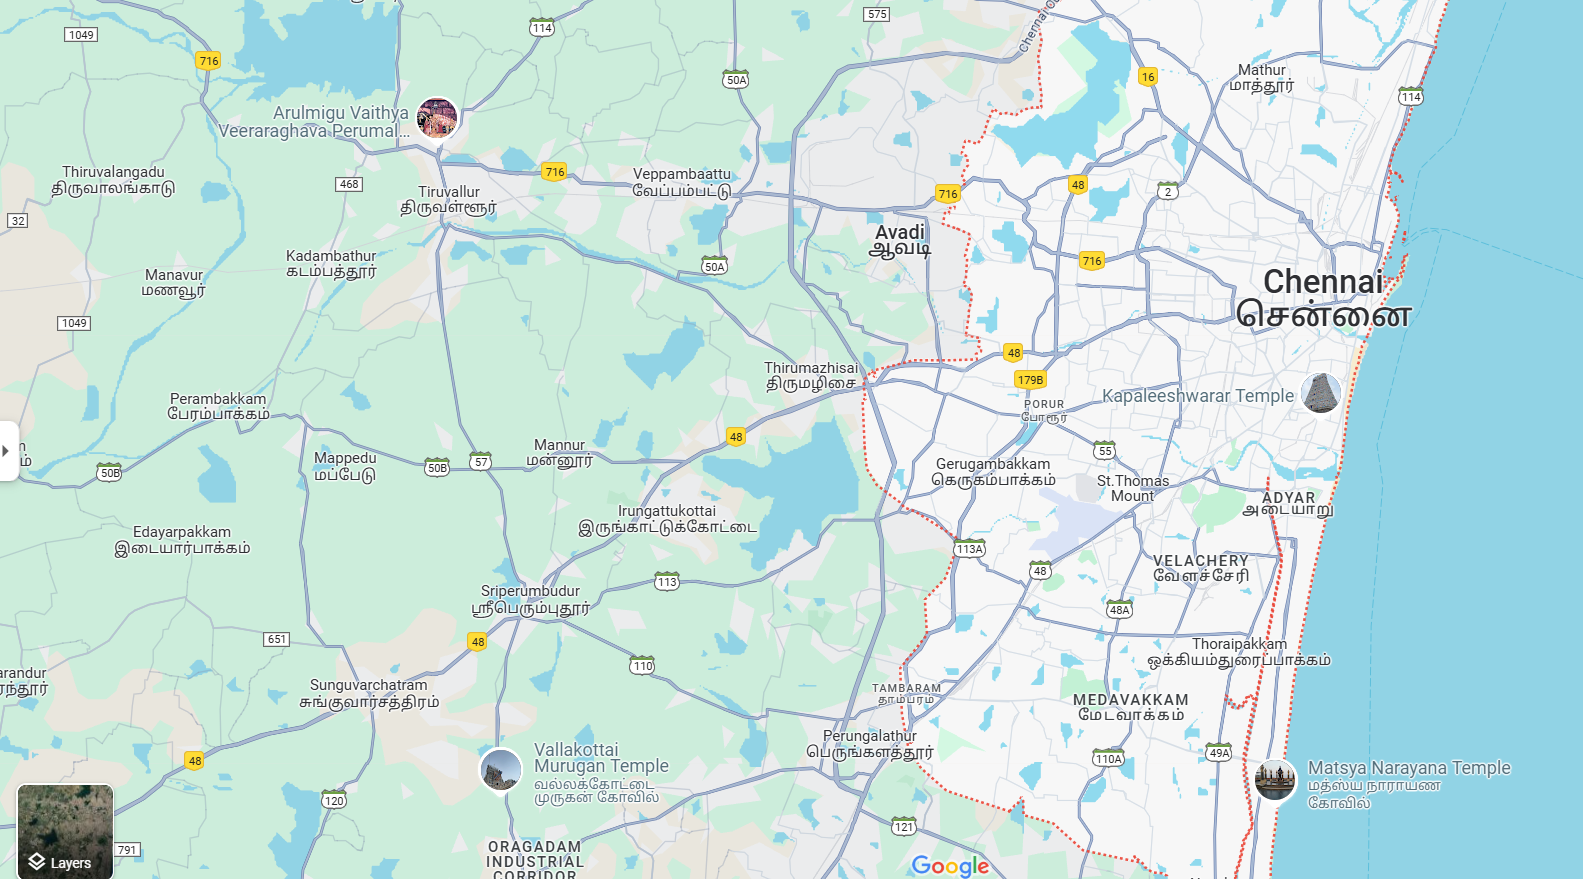 1049
716
114
575
Chennai
50A
16
Mathur
மாத்தூர்
114
Arulmigu Vaithya
Veeraraghava Perumal...
Thiruvalangadu
திருவாலங்காடு
468
716
Veppambaattu
வேப்பம்பட்டு
716
48
2
Tiruvallur
திருவள்ளூர்
32
Avadi
ஆவடி
Kadambathur
கடம்பத்தூர்
Manavur
மணவூர்
50A
716
Chennai
சென்னை
1049
48
Thirumazhisai
திருமழிசை
179B
Kapaleeshwarar Temple
PORUR
போரூர்
Perambakkam
பேரம்பாக்கம்
48
Mannur
மண்ணூர்
55
50B
Mappedu
மப்பேடு
50B
57
Gerugambakkam
கெருகம்பாக்கம்
St.Thomas
Mount
ADYAR
அடையாறு
Irungattukottai
இருங்காட்டுக்கோட்டை
Edayarpakkam
இடையார்பாக்கம்
113A
48
VELACHERY
வேளச்சேரி
113
Sriperumbudur
ஸ்ரீபெரும்புதூர்
48A
651
48
110
Thoraipakkam
ஒக்கியம்துரைப்பாக்கம்
arandur
Sunguvarchatram
சுங்குவார்சத்திரம்
TAMBARAM
தாம்பரம்
MEDAVAKKAM
மேடவாக்கம்
Perungalathur
பெருங்களத்தூர்
48
Vallakottai
Murugan Temple
வல்லக்கோட்டை
முருகன் கோவில்
110A
49A
Matsya Narayana Temple
மத்ஸ்ய நாராயண
கோவில்
120
121
791
Layers
ORAGADAM
INDUSTRIAL
CORRIDOR
Google